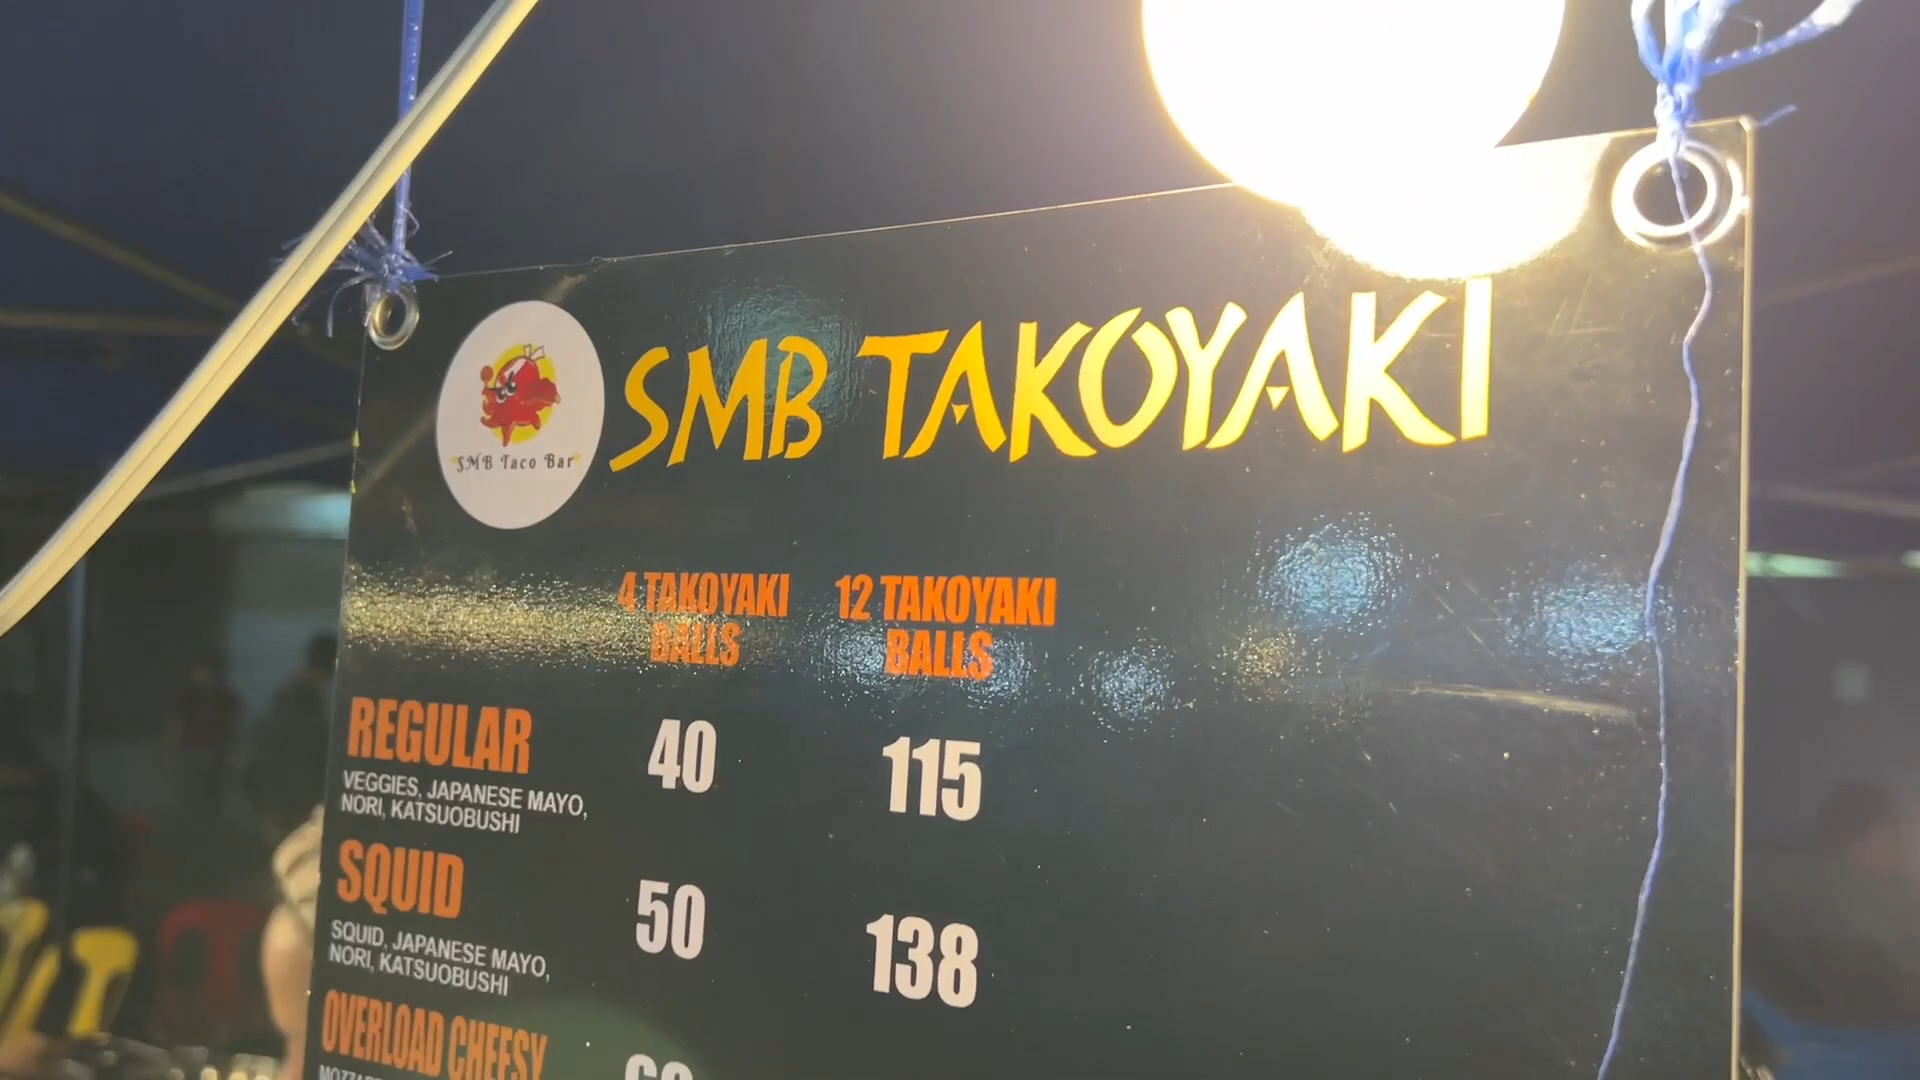 SMB Taco Bar
SMB TAKOYAKI
4 TAKOYAKI
BALLS
12 TAKOYAKI
BALLS
REGULAR
40
115
VEGGIES, JAPANESE MAYO,
NORI, KATSUOBUSHI
SQUID
50
138
SQUID, JAPANESE MAYO,
NORI, KATSUOBUSHI
OVERLOAD CHEESY